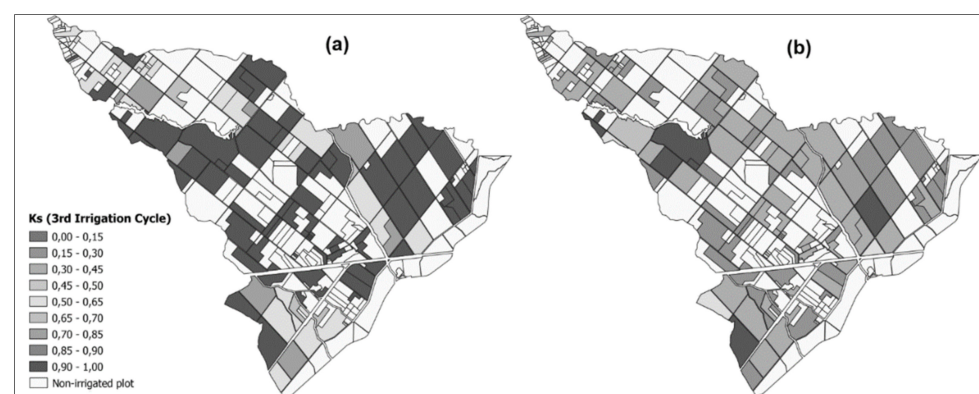 (a)
(b)
Ks (3rd Irrigation Cycle)
0,00 - 0,15
0,15 - 0,30
0,30 - 0,45
0,45 - 0,50
0,50 - 0,65
0,65 - 0,70
0,70 - 0,85
0,85 - 0,90
0,90 - 1,00
Non-irrigated plot